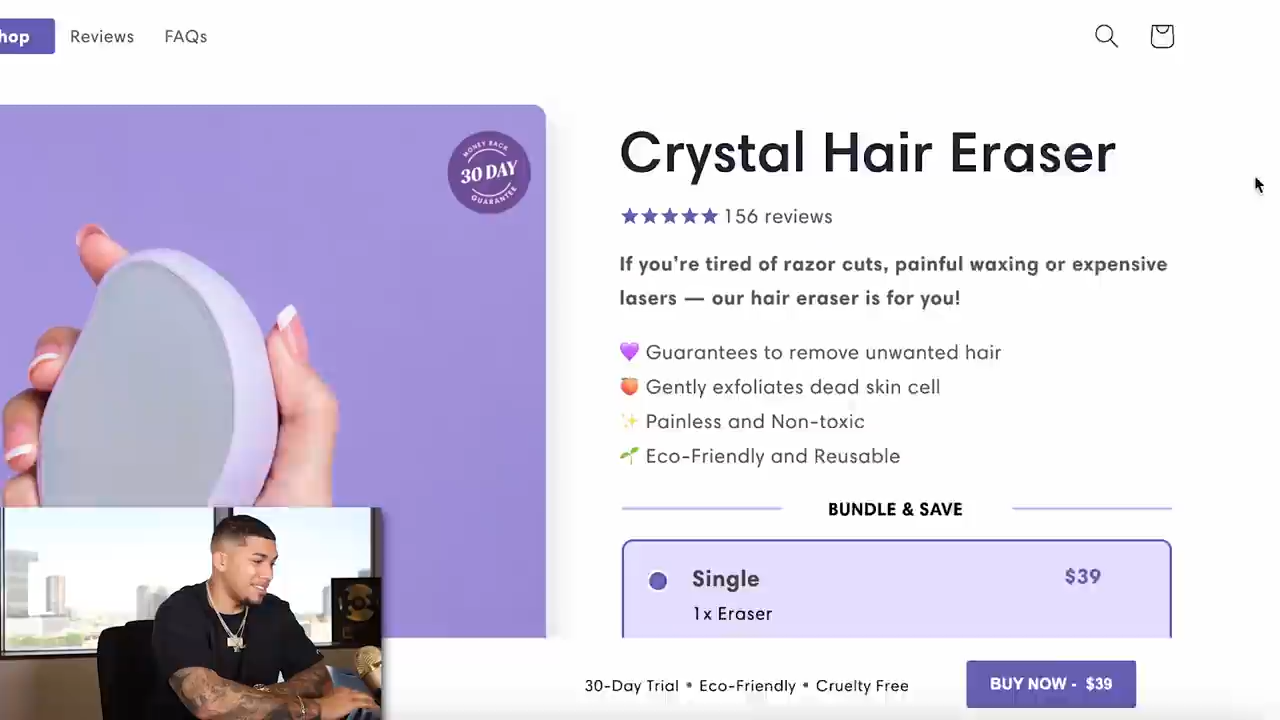 hop
Reviews
FAQs
MONEY BACK
30 DAY
GUARANTEE
Crystal Hair Eraser
156 reviews
If you’re tired of razor cuts, painful waxing or expensive
lasers — our hair eraser is for you!
Guarantees to remove unwanted hair
Gently exfoliates dead skin cell
Painless and Non-toxic
Eco-Friendly and Reusable
BUNDLE & SAVE
Single
$39
1x Eraser
30-Day Trial • Eco-Friendly • Cruelty Free
BUY NOW - $39